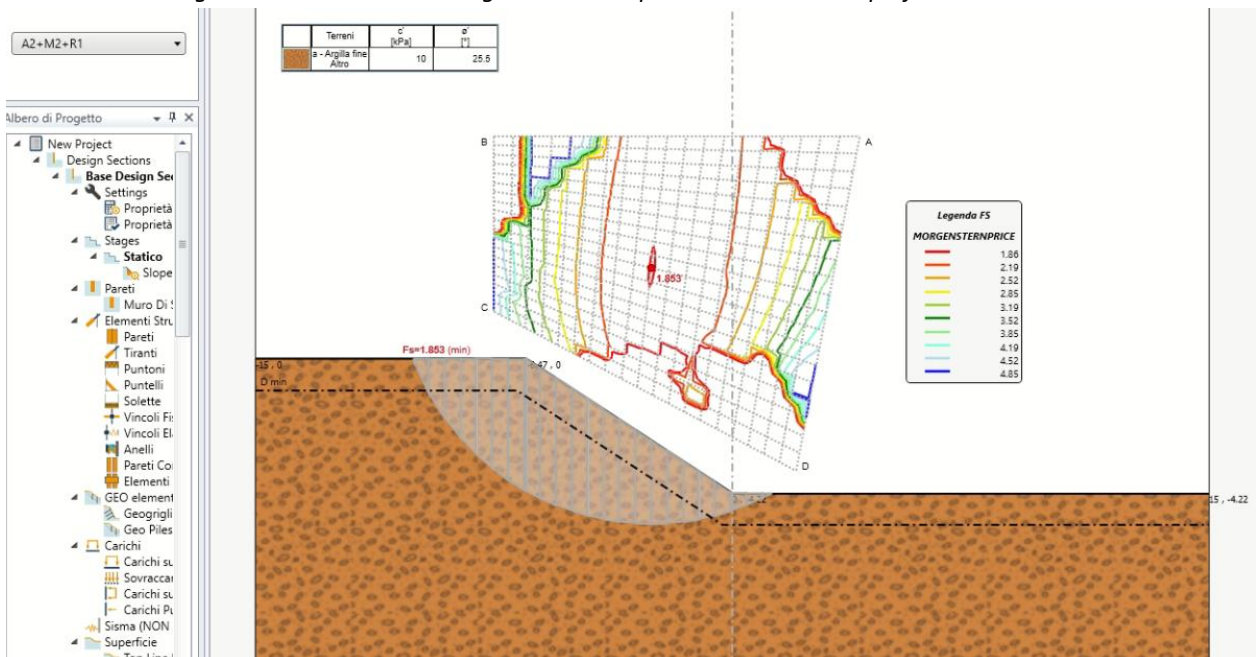 A2+M2+R1
Albero di Progetto
New Project
Design Sections
Base Design Se
Settings
Proprietà
Proprietà
Stages
Statico
Slope
Pareti
Muro Di
Elementi Stru
Pareti
Tiranti
Puntoni
Puntelli
Solette
Vincoli Fi
Vincoli El
Anelli
Pareti Co
Elementi
GEO element
Geogrigli
Geo Piles
Carichi
Carichi su
Sovraccar
Carichi su
Carichi Pu
Sisma (NON
Superficie
Terreni c' [kPa] ø' [°]
a - Argilla fine
Altro 10 25.5
B
A
C
D
1.853
Legenda FS
MORGENSTERNPRICE
1.86
2.19
2.52
2.85
3.19
3.52
3.85
4.19
4.52
4.85
Fs=1.853 (min)
-15 , 0
.47 , 0
D min
-4.22
15 , -4.22